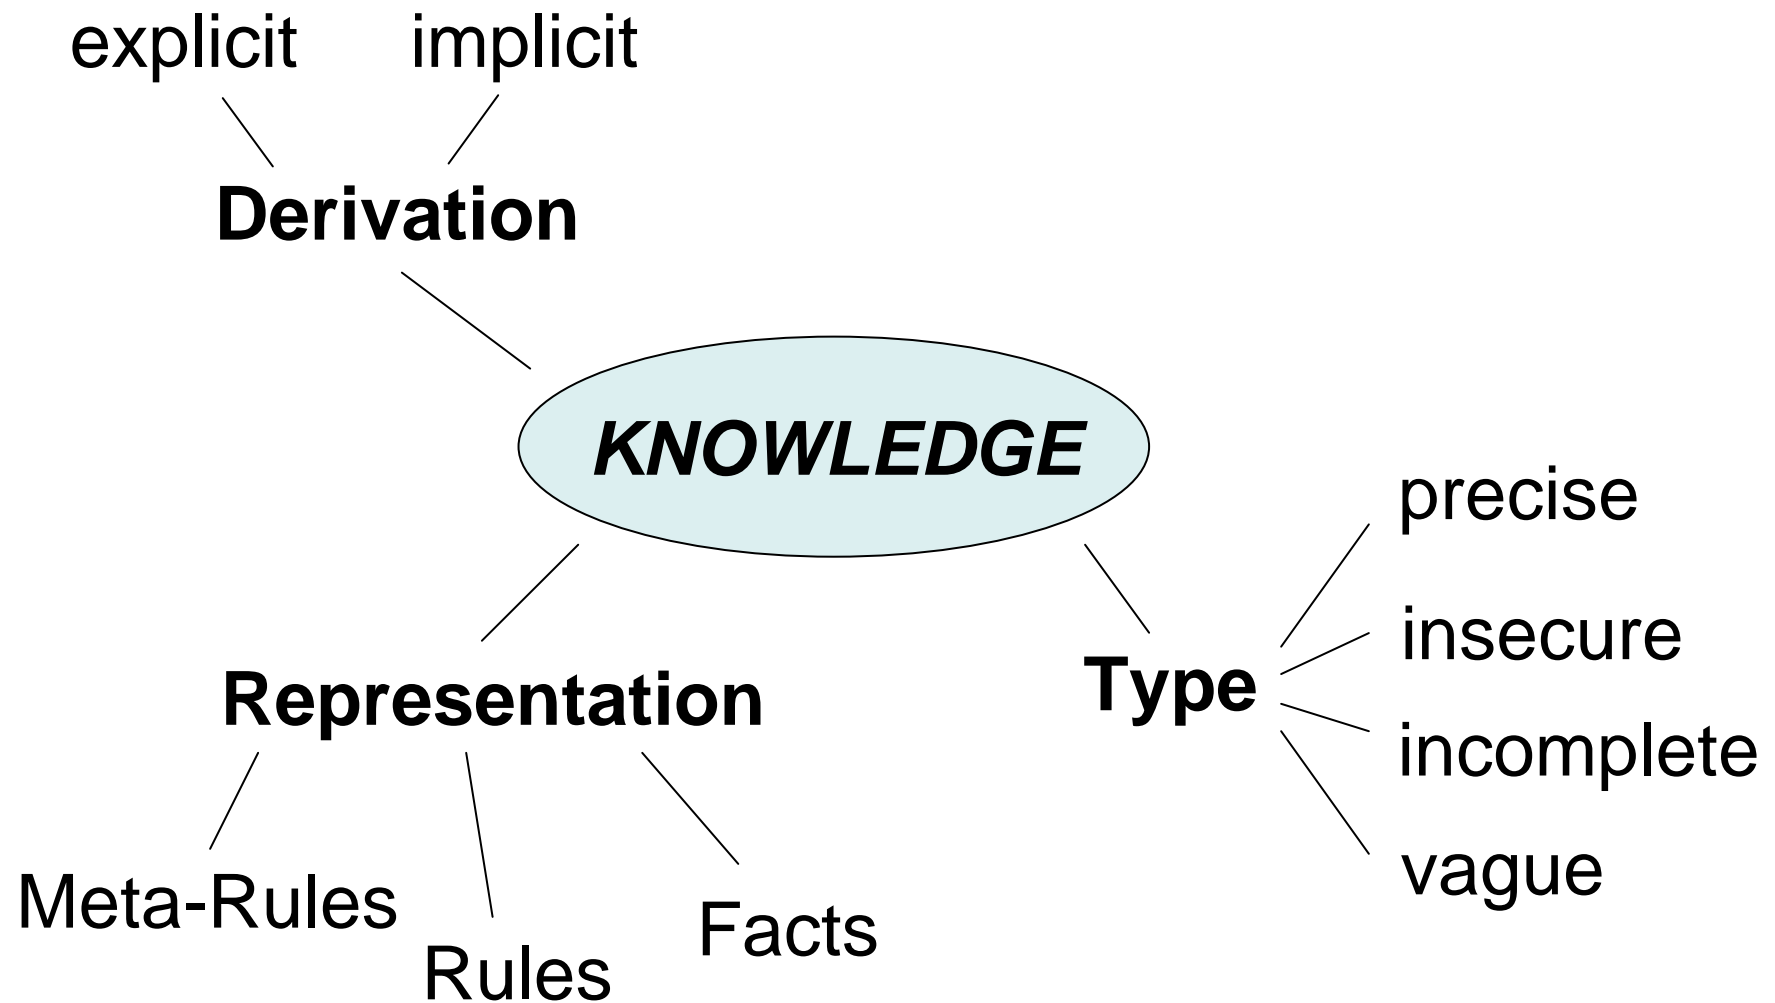 explicit implicit
Derivation
KNOWLEDGE
precise
insecure
Type
Representation
incomplete
vague
Meta-Rules
Facts
Rules